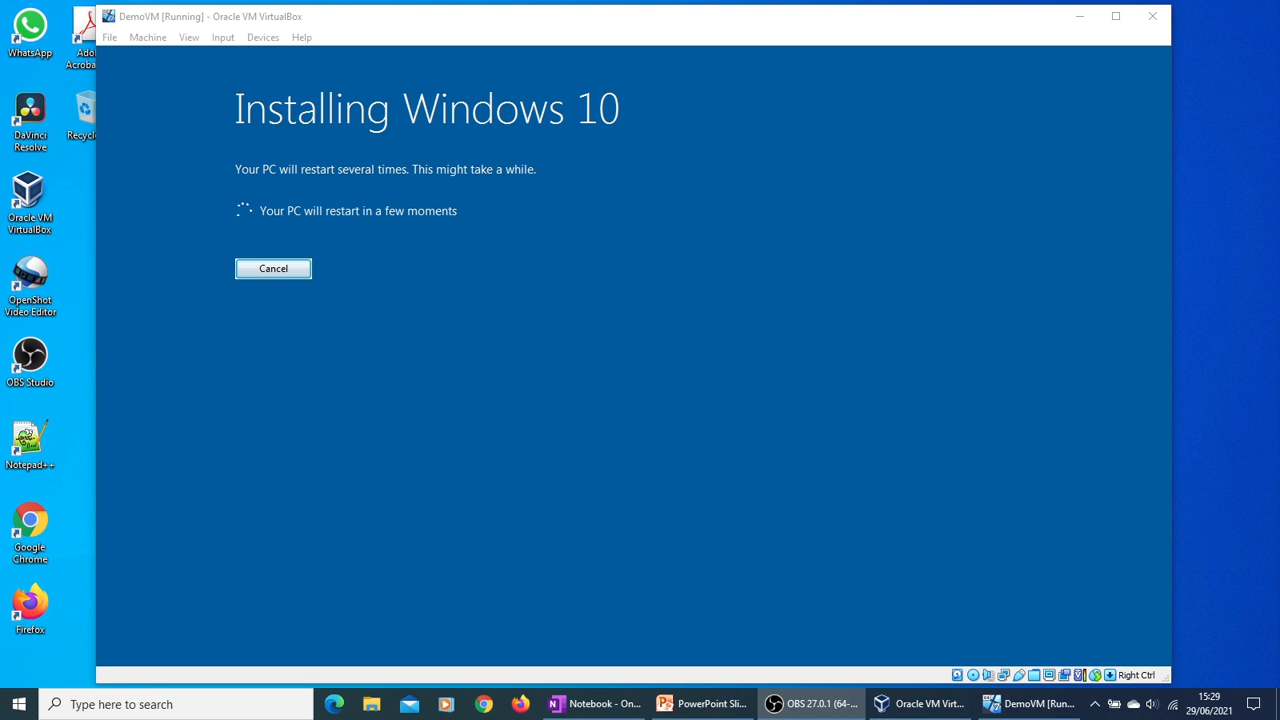 DemoVM [Running] - Oracle VM VirtualBox
File Machine View Input Devices Help
WhatsApp
Adob
Acroba
DaVinci
Resolve
Recycl
Oracle VM
VirtualBox
OpenShot
Video Editor
OBS Studio
Notepad++
Google
Chrome
Firefox
Installing Windows 10
Your PC will restart several times. This might take a while.
Your PC will restart in a few moments
Cancel
Right Ctrl
Type here to search
Notebook - On...
PowerPoint Sli...
OBS 27.0.1 (64-...
Oracle VM Virt...
DemoVM [Run...
15:29
29/06/2021